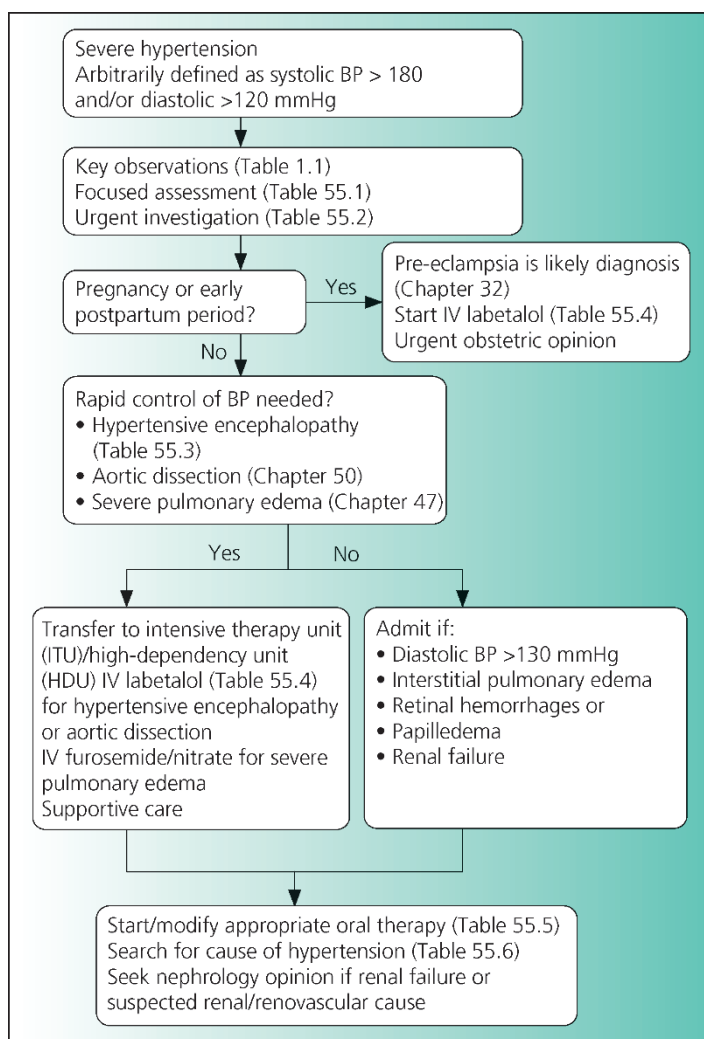 Severe hypertension
Arbitrarily defined as systolic BP > 180
and/or diastolic >120 mmHg
Key observations (Table 1.1)
Focused assessment (Table 55.1)
Urgent investigation (Table 55.2)
Pregnancy or early
postpartum period?
Yes
Pre-eclampsia is likely diagnosis
(Chapter 32)
Start IV labetalol (Table 55.4)
Urgent obstetric opinion
No
Rapid control of BP needed?
• Hypertensive encephalopathy
(Table 55.3)
• Aortic dissection (Chapter 50)
• Severe pulmonary edema (Chapter 47)
Yes
No
Transfer to intensive therapy unit
(ITU)/high-dependency unit
(HDU) IV labetalol (Table 55.4)
for hypertensive encephalopathy
or aortic dissection
IV furosemide/nitrate for severe
pulmonary edema
Supportive care
Admit if:
• Diastolic BP >130 mmHg
• Interstitial pulmonary edema
• Retinal hemorrhages or
• Papilledema
• Renal failure
Start/modify appropriate oral therapy (Table 55.5)
Search for cause of hypertension (Table 55.6)
Seek nephrology opinion if renal failure or
suspected renal/renovascular cause